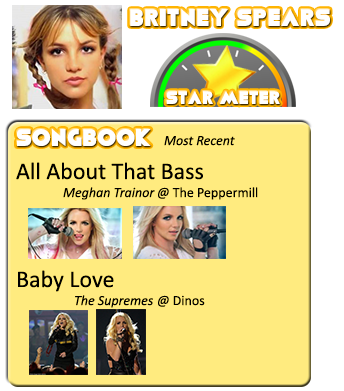 BRITNEY SPEARS
STAR METER
SONGBOOK Most Recent
All About That Bass
Meghan Trainor @ The Peppermill
Baby Love
The Supremes @ Dinos